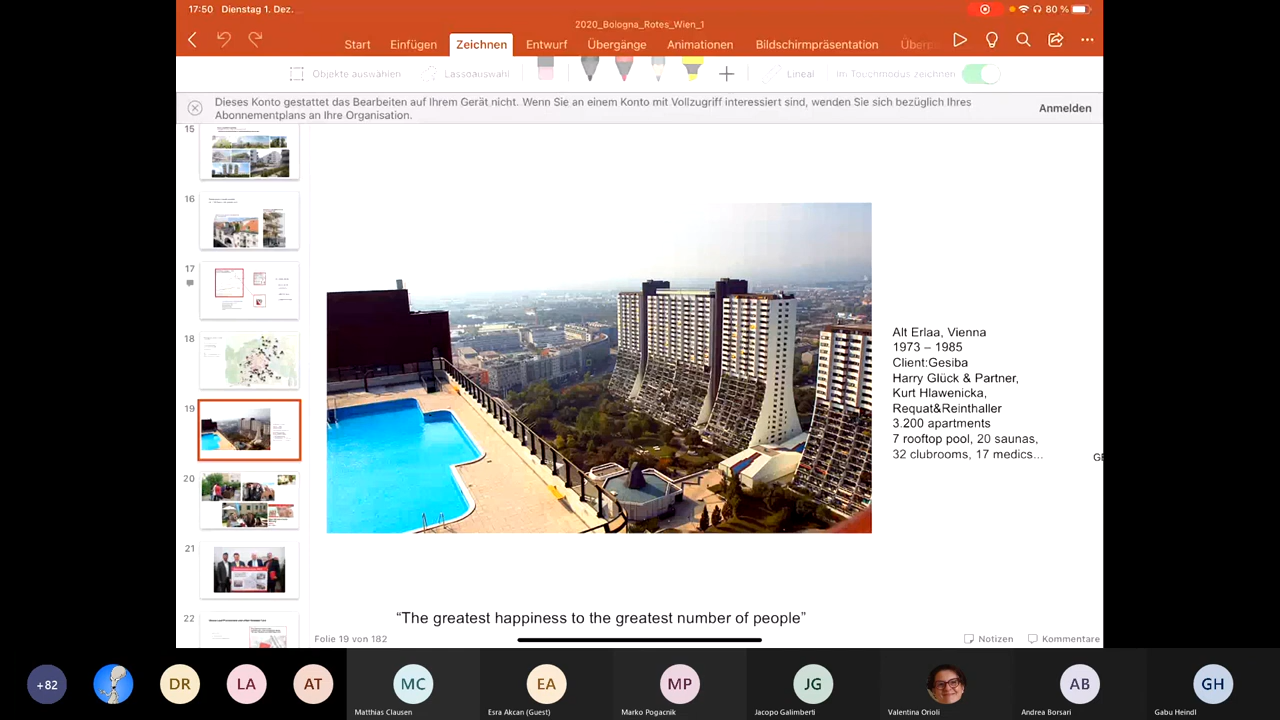 17:50 Dienstag 1. Dez.
80 %
2020_Bologna_Rotes_Wien_1
Start Einfügen Zeichnen Entwurf Übergänge Animationen Bildschirmpräsentation Überp
Objekte auswählen Lassoauswahl Lineal Im Touchmodus zeichnen
Dieses Konto gestattet das Bearbeiten auf Ihrem Gerät nicht. Wenn Sie an einem Konto mit Vollzugriff interessiert sind, wenden Sie sich bezüglich Ihres
Abonnementplans an Ihre Organisation.
Anmelden
15
16
17
18
19
20
21
22
Alt Erlaa, Vienna
1973 – 1985
Client:Gesiba
Harry Glück & Partner,
Kurt Hlawenicka,
Requat&Reinthaller
3.200 apartments
7 rooftop pool, 20 saunas,
32 clubrooms, 17 medics...
GE
“The greatest happiness to the greatest number of people”
Folie 19 von 182
Notizen Kommentare
+82 DR LA AT MC EA MP JG AB GH
Matthias Clausen Esra Akcan (Guest) Marko Pogacnik Jacopo Galimberti Valentina Orioli Andrea Borsari Gabu Heindl